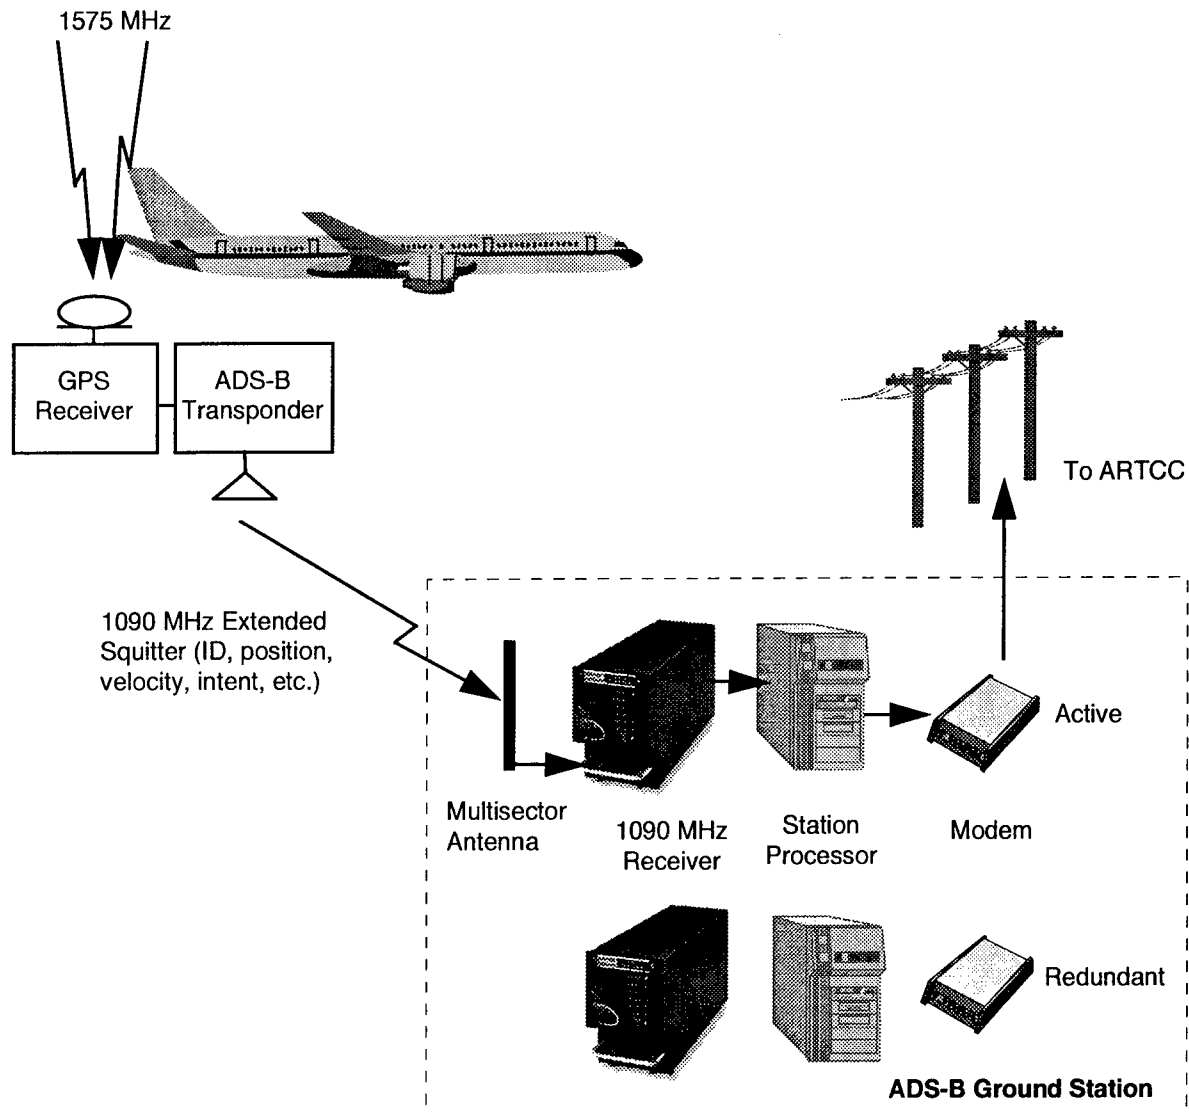 1575 MHz
GPS
Receiver
ADS-B
Transponder
To ARTCC
1090 MHz Extended
Squitter (ID, position,
velocity, intent, etc.)
Active
Multisector
Antenna
1090 MHz
Receiver
Station
Processor
Modem
Redundant
ADS-B Ground Station